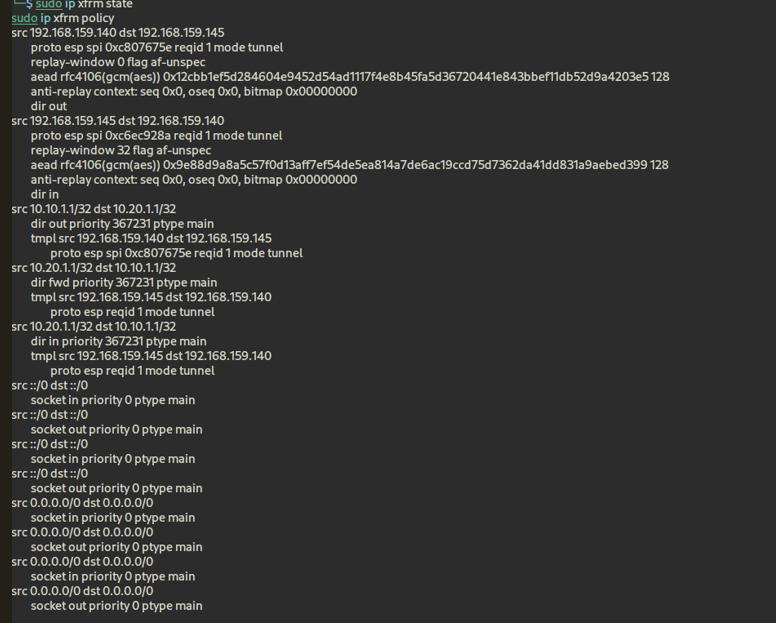 └─$ sudo ip xfrm state
sudo ip xfrm policy
src 192.168.159.140 dst 192.168.159.145
proto esp spi 0xc807675e reqid 1 mode tunnel
replay-window 0 flag af-unspec
aead rfc4106(gcm(aes)) 0x12cbb1ef5d284604e9452d54ad1117f4e8b45fa5d36720441e843bbef11db52d9a4203e5 128
anti-replay context: seq 0x0, oseq 0x0, bitmap 0x00000000
dir out
src 192.168.159.145 dst 192.168.159.140
proto esp spi 0xc6ec928a reqid 1 mode tunnel
replay-window 32 flag af-unspec
aead rfc4106(gcm(aes)) 0x9e88d9a8a5c57f0d13aff7ef54de5ea814a7de6ac19ccd75d7362da41dd831a9aebed399 128
anti-replay context: seq 0x0, oseq 0x0, bitmap 0x00000000
dir in
src 10.10.1.1/32 dst 10.20.1.1/32
dir out priority 367231 ptype main
tmpl src 192.168.159.140 dst 192.168.159.145
proto esp spi 0xc807675e reqid 1 mode tunnel
src 10.20.1.1/32 dst 10.10.1.1/32
dir fwd priority 367231 ptype main
tmpl src 192.168.159.145 dst 192.168.159.140
proto esp reqid 1 mode tunnel
src 10.20.1.1/32 dst 10.10.1.1/32
dir in priority 367231 ptype main
tmpl src 192.168.159.145 dst 192.168.159.140
proto esp reqid 1 mode tunnel
src ::/0 dst ::/0
socket in priority 0 ptype main
src ::/0 dst ::/0
socket out priority 0 ptype main
src ::/0 dst ::/0
socket in priority 0 ptype main
src ::/0 dst ::/0
socket out priority 0 ptype main
src 0.0.0.0/0 dst 0.0.0.0/0
socket in priority 0 ptype main
src 0.0.0.0/0 dst 0.0.0.0/0
socket out priority 0 ptype main
src 0.0.0.0/0 dst 0.0.0.0/0
socket in priority 0 ptype main
src 0.0.0.0/0 dst 0.0.0.0/0
socket out priority 0 ptype main